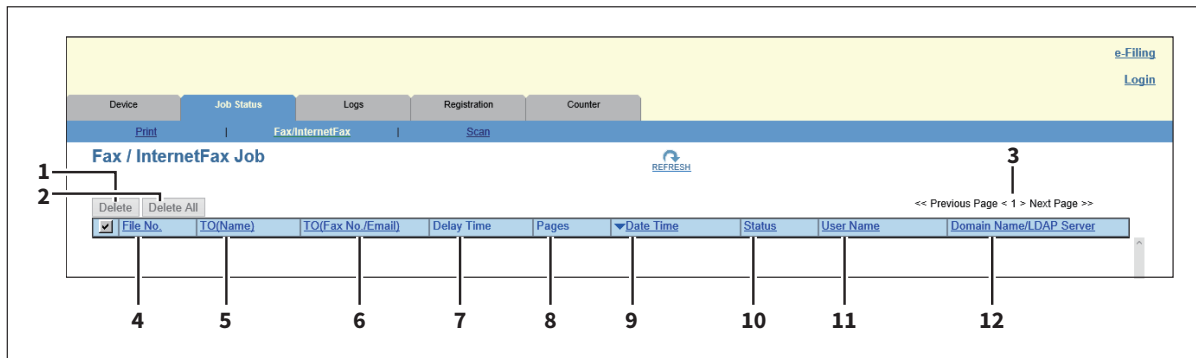 e-Filing
Login
Device Job Status Logs Registration Counter
Print | Fax/InternetFax | Scan
Fax / InternetFax Job
REFRESH
3
1
2
Delete Delete All
<< Previous Page < 1 > Next Page >>
File No. TO(Name) TO(Fax No./Email) Delay Time Pages Date Time Status User Name Domain Name/LDAP Server
4 5 6 7 8 9 10 11 12